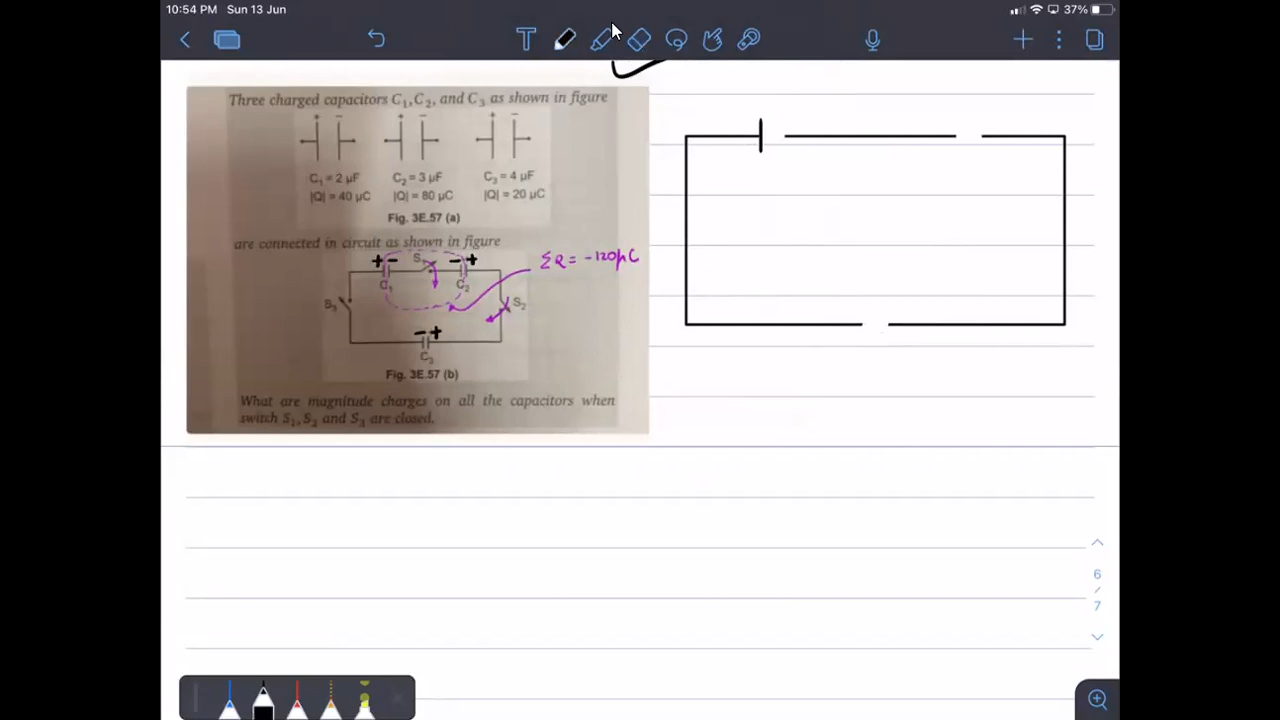 10:54 PM Sun 13 Jun
37%
T
Three charged capacitors C₁, C₂, and C₃ as shown in figure
+ − + − + −
C₁ = 2 µF C₂ = 3 µF C₃ = 4 µF
|Q| = 40 µC |Q| = 80 µC |Q| = 20 µC
Fig. 3E.57 (a)
are connected in circuit as shown in figure
+ − S₁ − +
ΣQ = -120µC
C₁ C₂
S₃ S₂
− +
C₃
Fig. 3E.57 (b)
What are magnitude charges on all the capacitors when
switch S₁, S₂ and S₃ are closed.
6
/
7